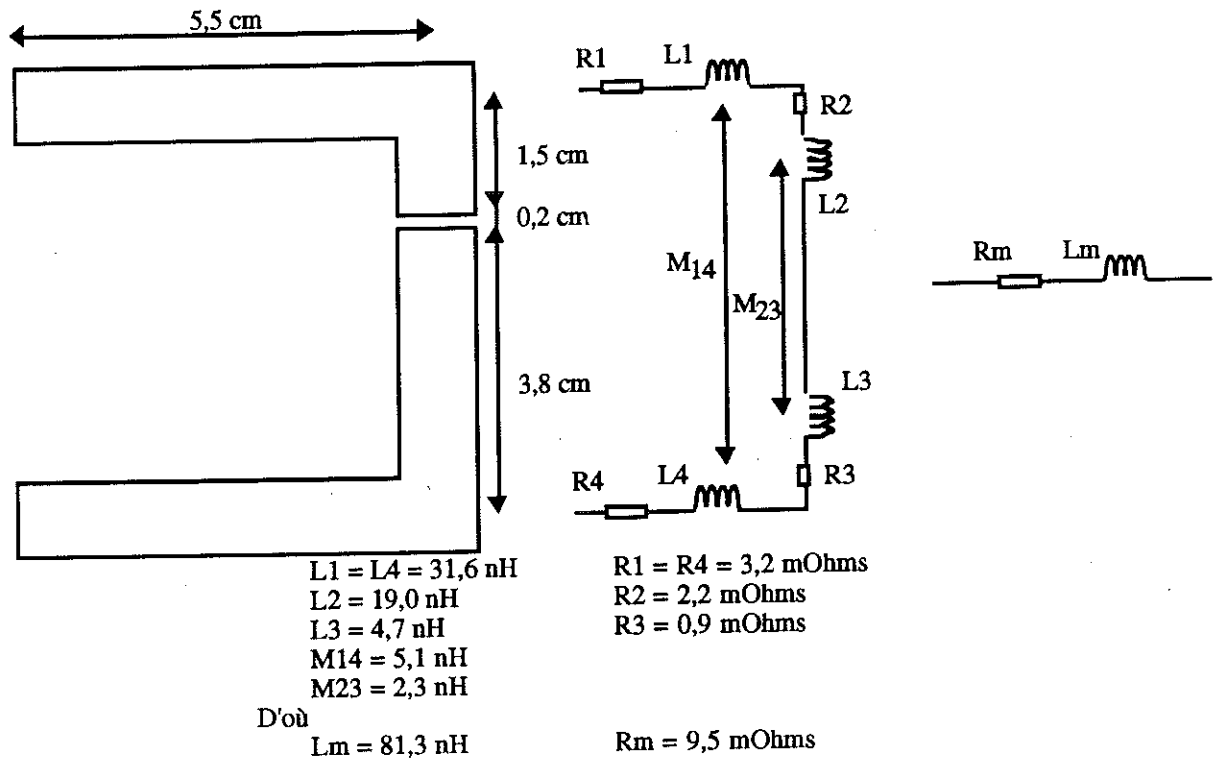 5,5 cm
1,5 cm
0,2 cm
3,8 cm
R1
L1
R2
L2
M14
M23
L3
R3
R4
L4
Rm
Lm
L1 = L4 = 31,6 nH
R1 = R4 = 3,2 mOhms
L2 = 19,0 nH
R2 = 2,2 mOhms
L3 = 4,7 nH
R3 = 0,9 mOhms
M14 = 5,1 nH
M23 = 2,3 nH
D'où
Lm = 81,3 nH
Rm = 9,5 mOhms